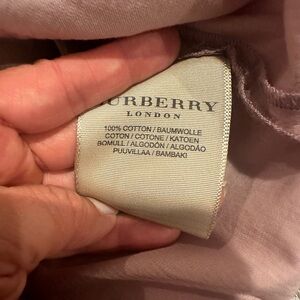 BURBERRY
LONDON
100% COTTON / BAUMWOLLE
COTON / COTONE / KATOEN
BOMULL / ALGODÓN / ALGODÃO
PUUVILLAA / BAMBAKI